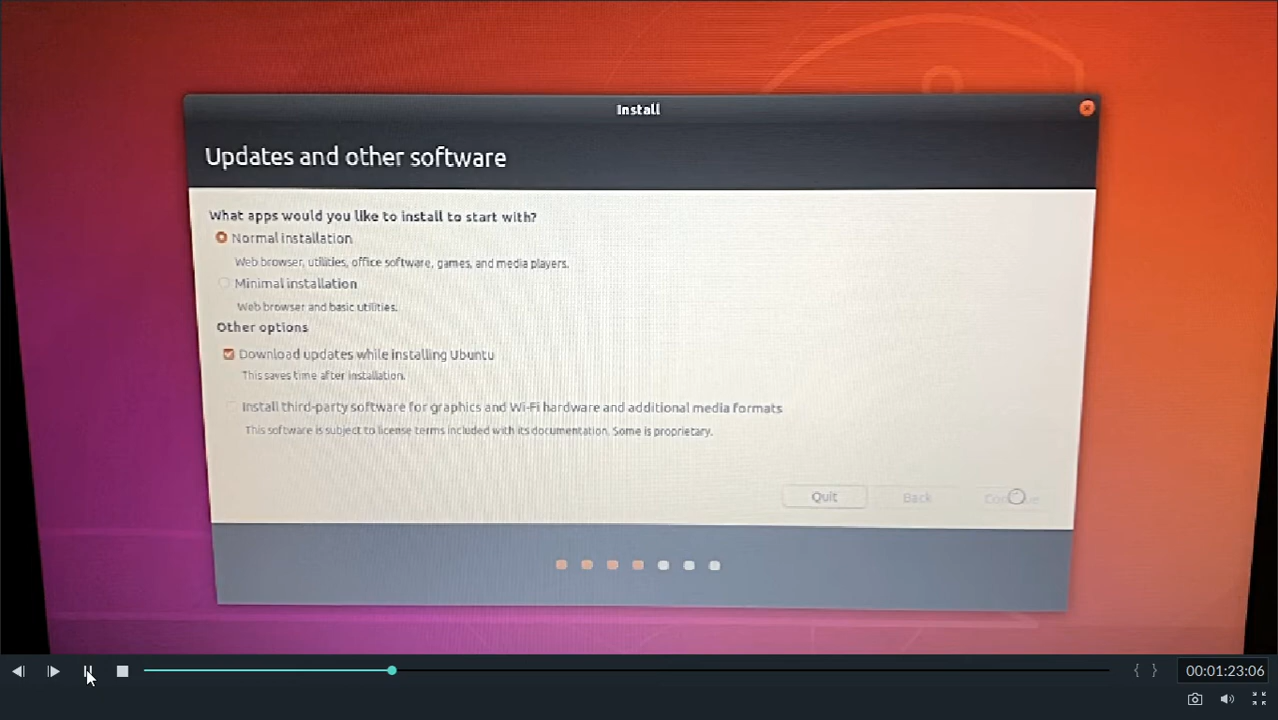 Install
Updates and other software
What apps would you like to install to start with?
Normal installation
Web browser, utilities, office software, games, and media players.
Minimal installation
Web browser and basic utilities.
Other options
Download updates while installing Ubuntu
This saves time after installation.
Install third-party software for graphics and Wi-Fi hardware and additional media formats
This software is subject to license terms included with its documentation. Some is proprietary.
Quit Back
{ } 00:01:23:06